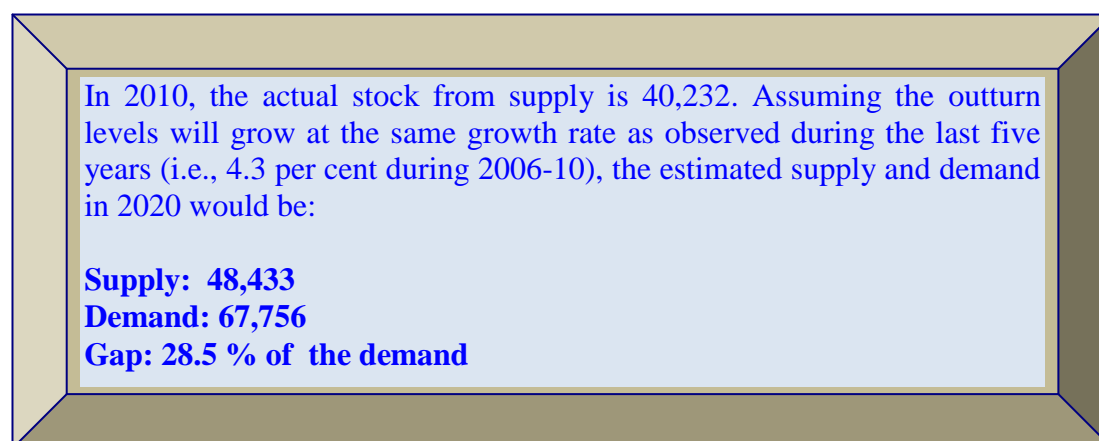 In 2010, the actual stock from supply is 40,232. Assuming the outturn
levels will grow at the same growth rate as observed during the last five
years (i.e., 4.3 per cent during 2006-10), the estimated supply and demand
in 2020 would be:
Supply: 48,433
Demand: 67,756
Gap: 28.5 % of the demand